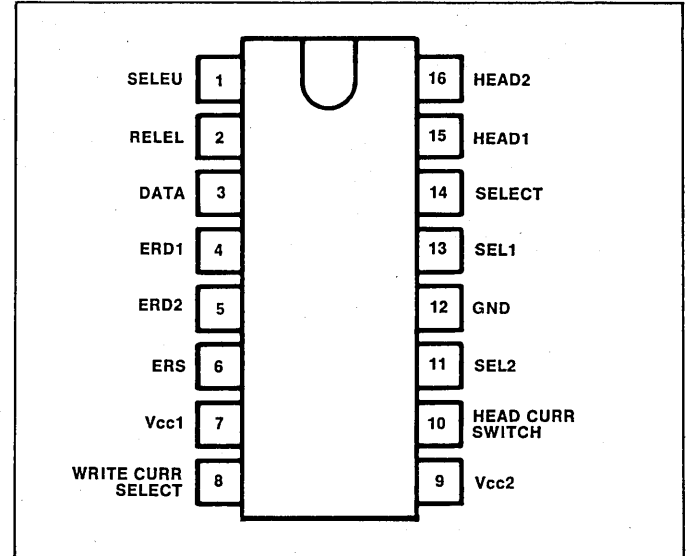 SELEU 1 16 HEAD2
RELEL 2 15 HEAD1
DATA 3 14 SELECT
ERD1 4 13 SEL1
ERD2 5 12 GND
ERS 6 11 SEL2
Vcc1 7 10 HEAD CURR
SWITCH
WRITE CURR
SELECT 8 9 Vcc2